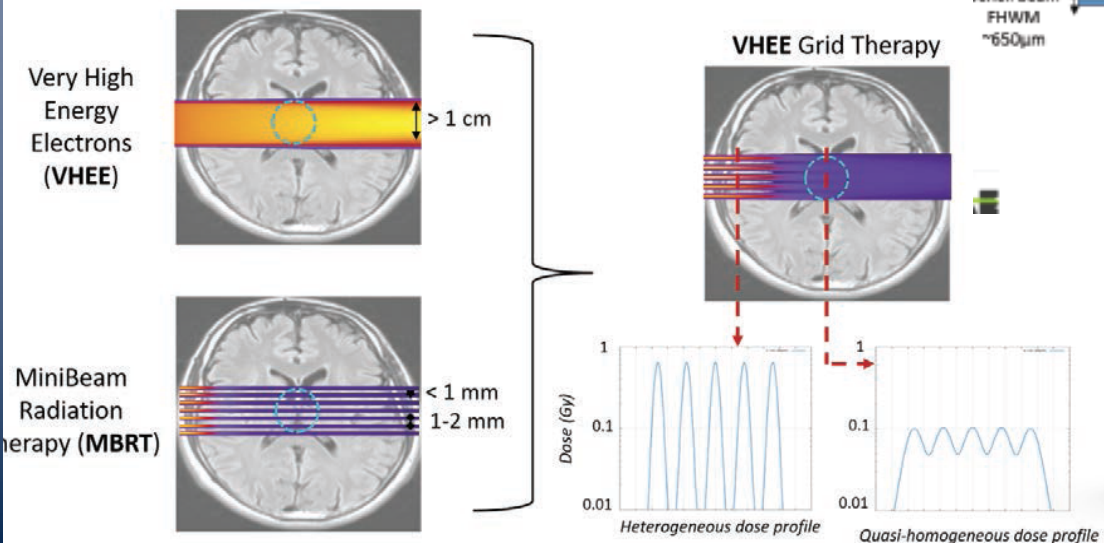 FHWM
~650μm
Very High
Energy
Electrons
(VHEE)
> 1 cm
MiniBeam
Radiation
herapy (MBRT)
< 1 mm
1-2 mm
VHEE Grid Therapy
1
0.1
0.01
Dose (Gy)
Heterogeneous dose profile
1
0.1
0.01
Quasi-homogeneous dose profile